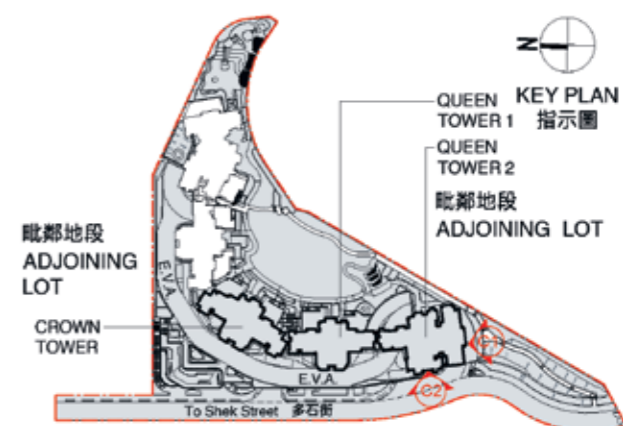 N
KEY PLAN
指示圖
QUEEN
TOWER 1
QUEEN
TOWER 2
毗鄰地段
ADJOINING LOT
毗鄰地段
ADJOINING
LOT
E.V.A.
CROWN
TOWER
C1
E.V.A.
C2
To Shek Street 多石街